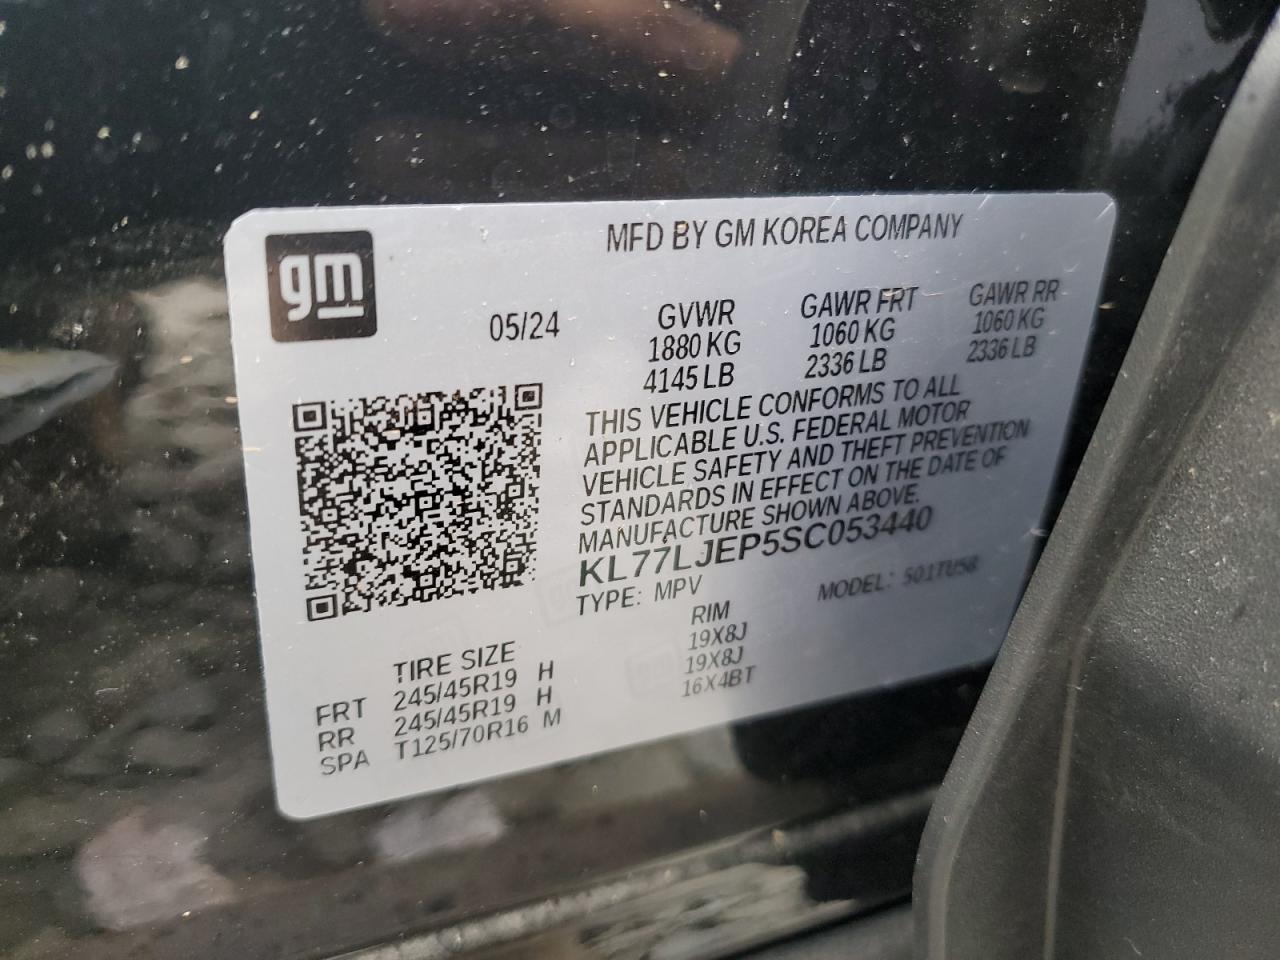 gm
MFD BY GM KOREA COMPANY
05/24
GVWR GAWR FRT GAWR RR
1880 KG 1060 KG 1060 KG
4145 LB 2336 LB 2336 LB
THIS VEHICLE CONFORMS TO ALL
APPLICABLE U.S. FEDERAL MOTOR
VEHICLE SAFETY AND THEFT PREVENTION
STANDARDS IN EFFECT ON THE DATE OF
MANUFACTURE SHOWN ABOVE.
KL77LJEP5SC053440
TYPE: MPV MODEL: 501TU58
TIRE SIZE RIM
FRT 245/45R19 H 19X8J
RR 245/45R19 H 19X8J
SPA T125/70R16 M 16X4BT